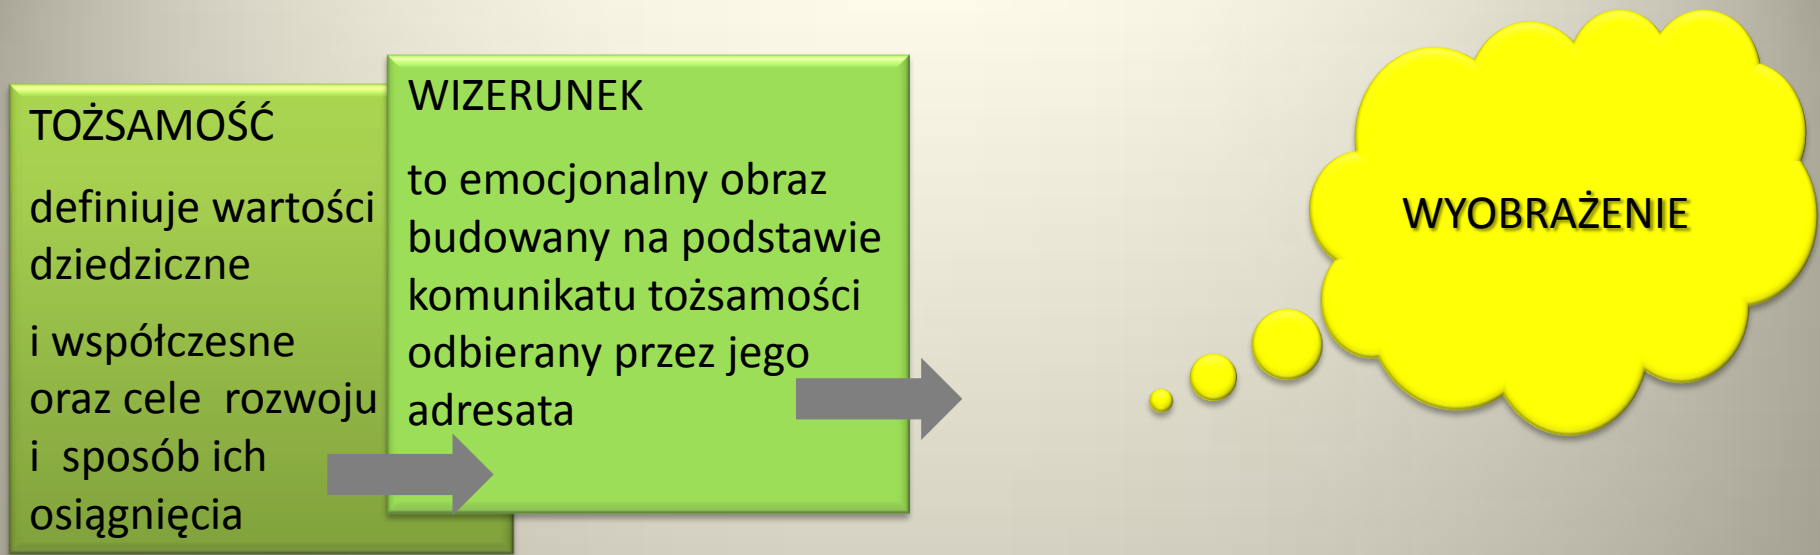 TOŻSAMOŚĆ
definiuje wartości
dziedziczne
i współczesne
oraz cele  rozwoju
i  sposób ich
osiągnięcia
WIZERUNEK
to emocjonalny obraz
budowany na podstawie
komunikatu tożsamości
odbierany przez jego
adresata
WYOBRAŻENIE